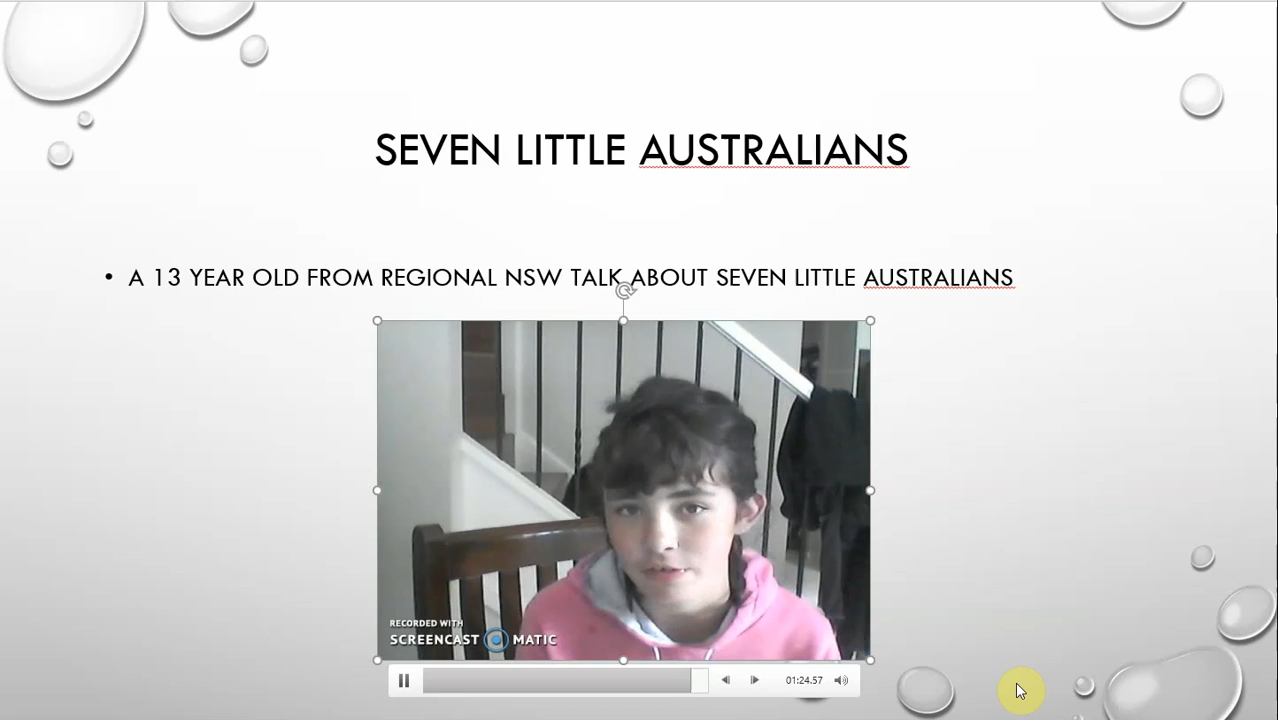 SEVEN LITTLE AUSTRALIANS
• A 13 YEAR OLD FROM REGIONAL NSW TALK ABOUT SEVEN LITTLE AUSTRALIANS
RECORDED WITH
SCREENCAST MATIC
01:24.57